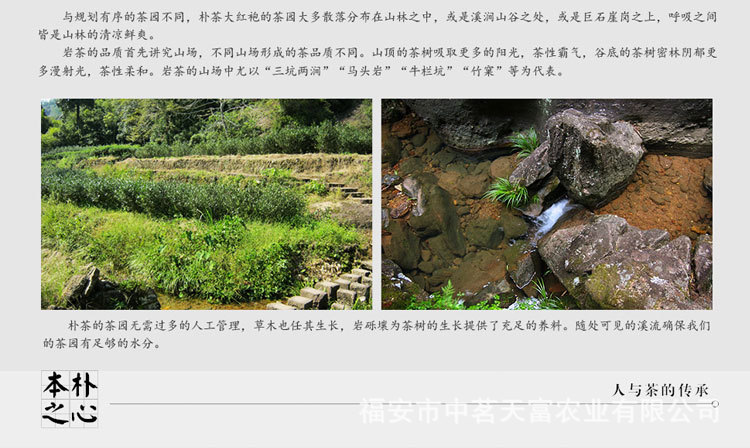 与规划有序的茶园不同，朴茶大红袍的茶园大多散落分布在山林之中，或是溪涧山谷之处，或是巨石崖岗之上，呼吸之间
皆是山林的清凉鲜爽。
岩茶的品质首先讲究山场，不同山场形成的茶品质不同。山顶的茶树吸取更多的阳光，茶性霸气，谷底的茶树密林阴郁更
多漫射光，茶性柔和。岩茶的山场中尤以“三坑两涧”“马头岩”“牛栏坑”“竹窠”等为代表。
朴茶的茶园无需过多的人工管理，草木也任其生长，岩砾壤为茶树的生长提供了充足的养料。随处可见的溪流确保我们
的茶园有足够的水分。
朴心
本之
人与茶的传承
福安市中茗天富农业有限公司